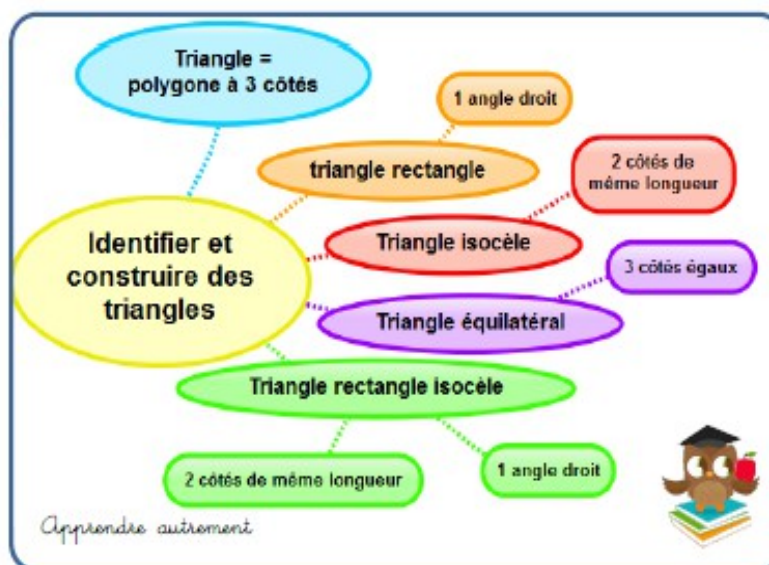 Triangle =
polygone à 3 côtés
1 angle droit
triangle rectangle
2 côtés de
même longueur
Triangle isocèle
Identifier et
construire des
triangles
3 côtés égaux
Triangle équilatéral
Triangle rectangle isocèle
2 côtés de même longueur
1 angle droit
Apprendre autrement